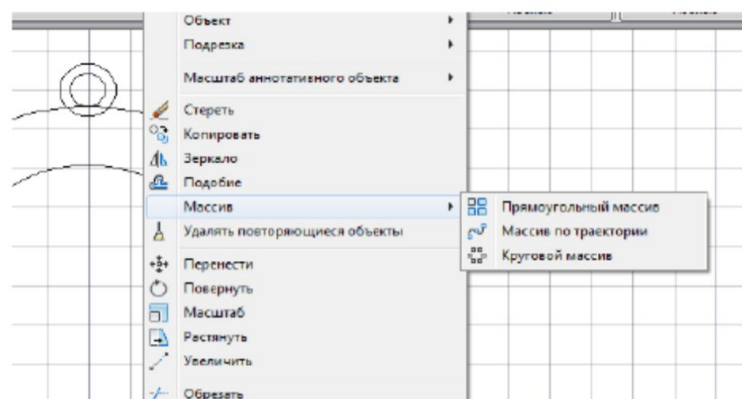 Объект
Подрезка
Масштаб аннотативного объекта
Стереть
Копировать
Зеркало
Подобие
Массив
Прямоугольный массив
Массив по траектории
Круговой массив
Удалять повторяющиеся объекты
Перенести
Повернуть
Масштаб
Растянуть
Увеличить
Обрезать